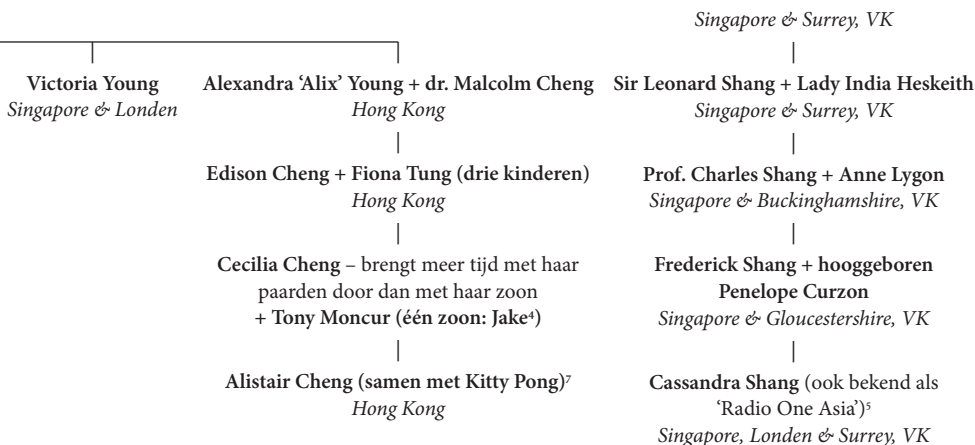 Victoria Young
Singapore & Londen
Alexandra ‘Alix’ Young + dr. Malcolm Cheng
Hong Kong
Edison Cheng + Fiona Tung (drie kinderen)
Hong Kong
Cecilia Cheng – brengt meer tijd met haar
paarden door dan met haar zoon
+ Tony Moncur (één zoon: Jake⁴)
Alistair Cheng (samen met Kitty Pong)⁷
Hong Kong
Singapore & Surrey, VK
Sir Leonard Shang + Lady India Heskeith
Singapore & Surrey, VK
Prof. Charles Shang + Anne Lygon
Singapore & Buckinghamshire, VK
Frederick Shang + hooggeboren
Penelope Curzon
Singapore & Gloucestershire, VK
Cassandra Shang (ook bekend als
‘Radio One Asia’)⁵
Singapore, Londen & Surrey, VK